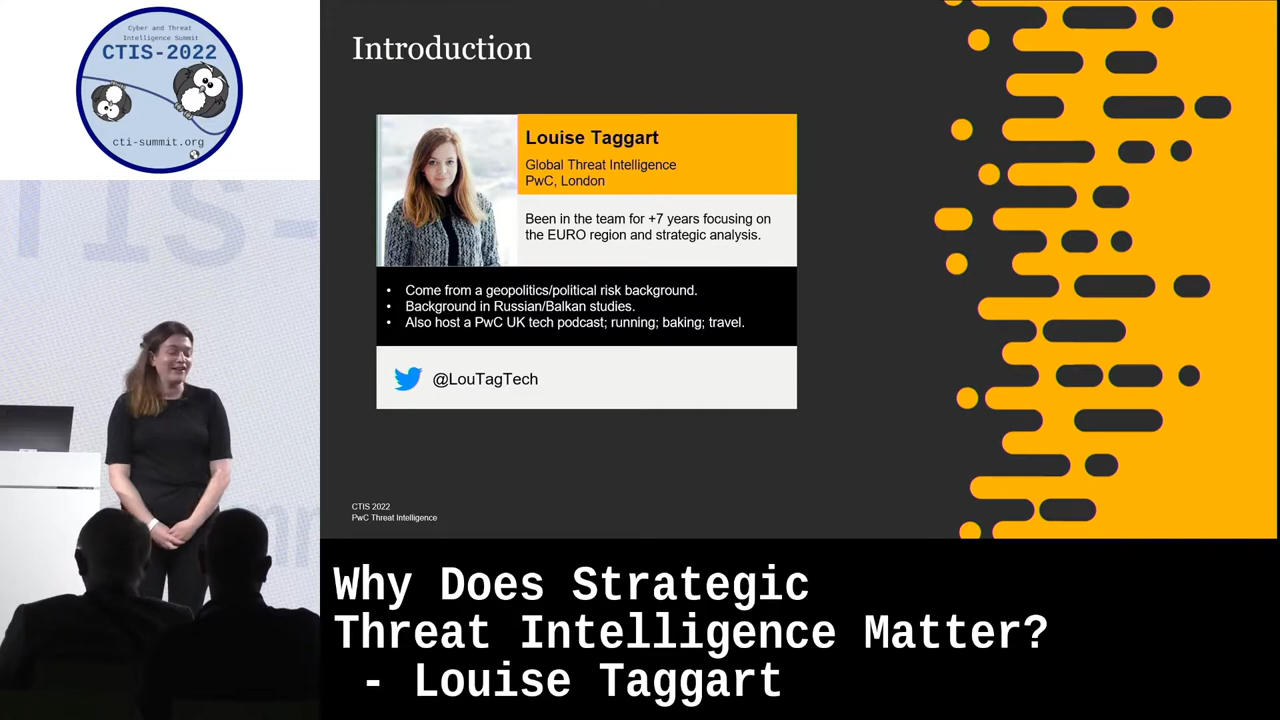 Cyber and Threat
Intelligence Summit
CTIS-2022
cti-summit.org
Introduction
Louise Taggart
Global Threat Intelligence
PwC, London
Been in the team for +7 years focusing on
the EURO region and strategic analysis.
• Come from a geopolitics/political risk background.
• Background in Russian/Balkan studies.
• Also host a PwC UK tech podcast; running; baking; travel.
@LouTagTech
CTIS 2022
PwC Threat Intelligence
Why Does Strategic
Threat Intelligence Matter?
- Louise Taggart